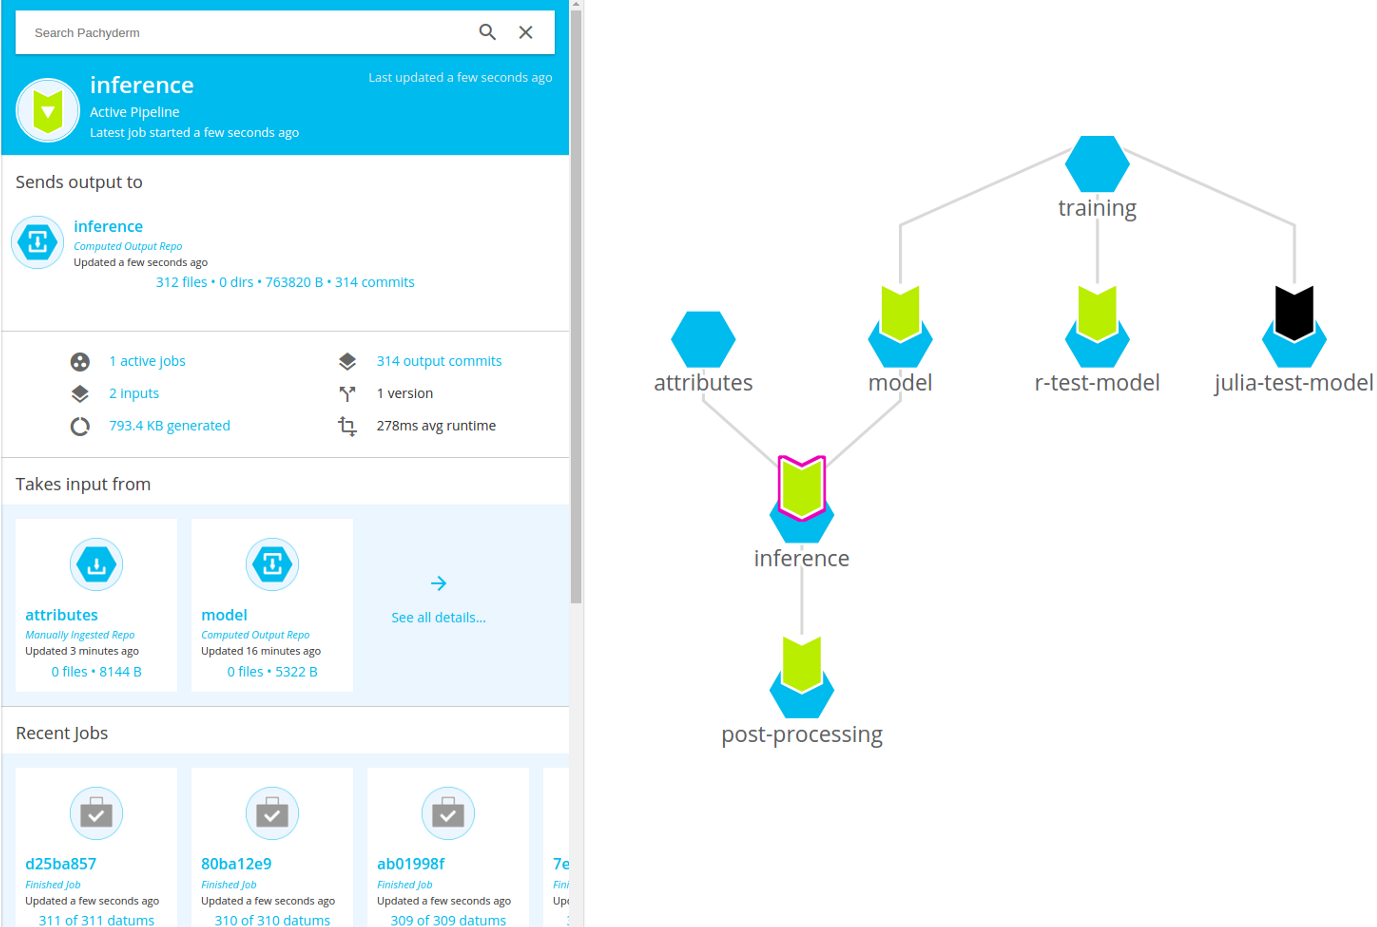 Search Pachyderm
inference
Last updated a few seconds ago
Active Pipeline
Latest job started a few seconds ago
Sends output to
inference
Computed Output Repo
Updated a few seconds ago
312 files • 0 dirs • 763820 B • 314 commits
1 active jobs
314 output commits
2 inputs
1 version
793.4 KB generated
278ms avg runtime
Takes input from
attributes
Manually Ingested Repo
Updated 3 minutes ago
0 files • 8144 B
model
Computed Output Repo
Updated 16 minutes ago
0 files • 5322 B
See all details...
Recent Jobs
d25ba857
Finished Job
Updated a few seconds ago
311 of 311 datums
80ba12e9
Finished Job
Updated a few seconds ago
310 of 310 datums
ab01998f
Finished Job
Updated a few seconds ago
309 of 309 datums
7e
training
attributes
model
r-test-model
julia-test-model
inference
post-processing